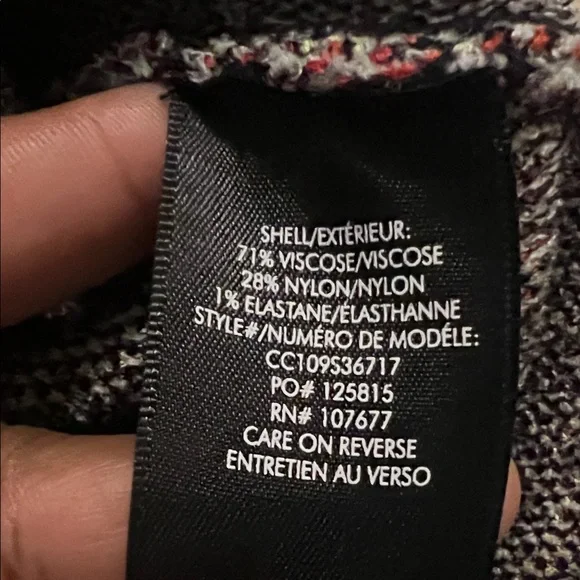 SHELL/EXTÉRIEUR:
71% VISCOSE/VISCOSE
28% NYLON/NYLON
1% ELASTANE/ÉLASTHANNE
STYLE#/NUMÉRO DE MODÉLE:
CC109S36717
PO# 125815
RN# 107677
CARE ON REVERSE
ENTRETIEN AU VERSO